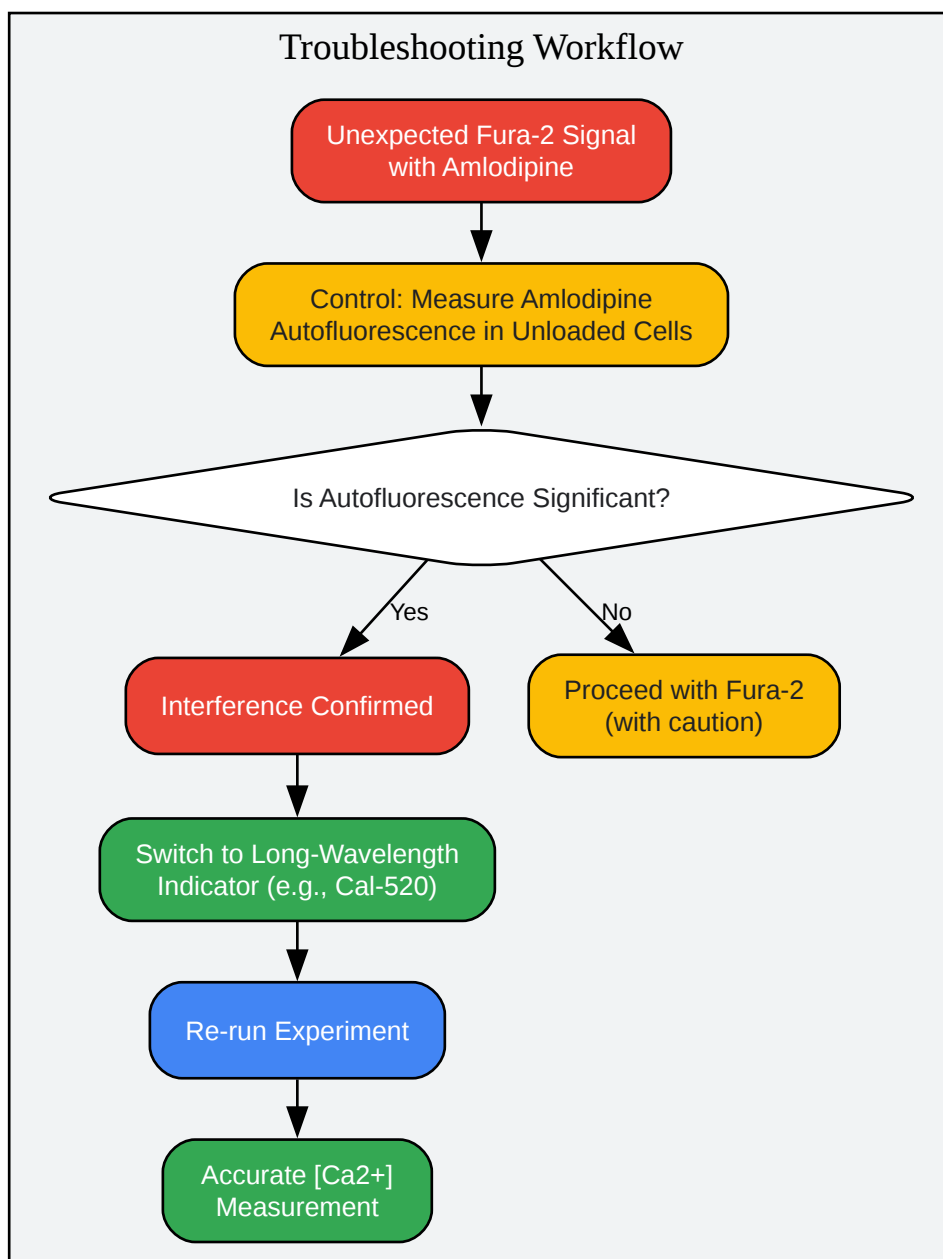 Troubleshooting Workflow
Unexpected Fura-2 Signal
with Amlodipine
Control: Measure Amlodipine
Autofluorescence in Unloaded Cells
Is Autofluorescence Significant?
Yes
No
Interference Confirmed
Proceed with Fura-2
(with caution)
Switch to Long-Wavelength
Indicator (e.g., Cal-520)
Re-run Experiment
Accurate [Ca2+]
Measurement